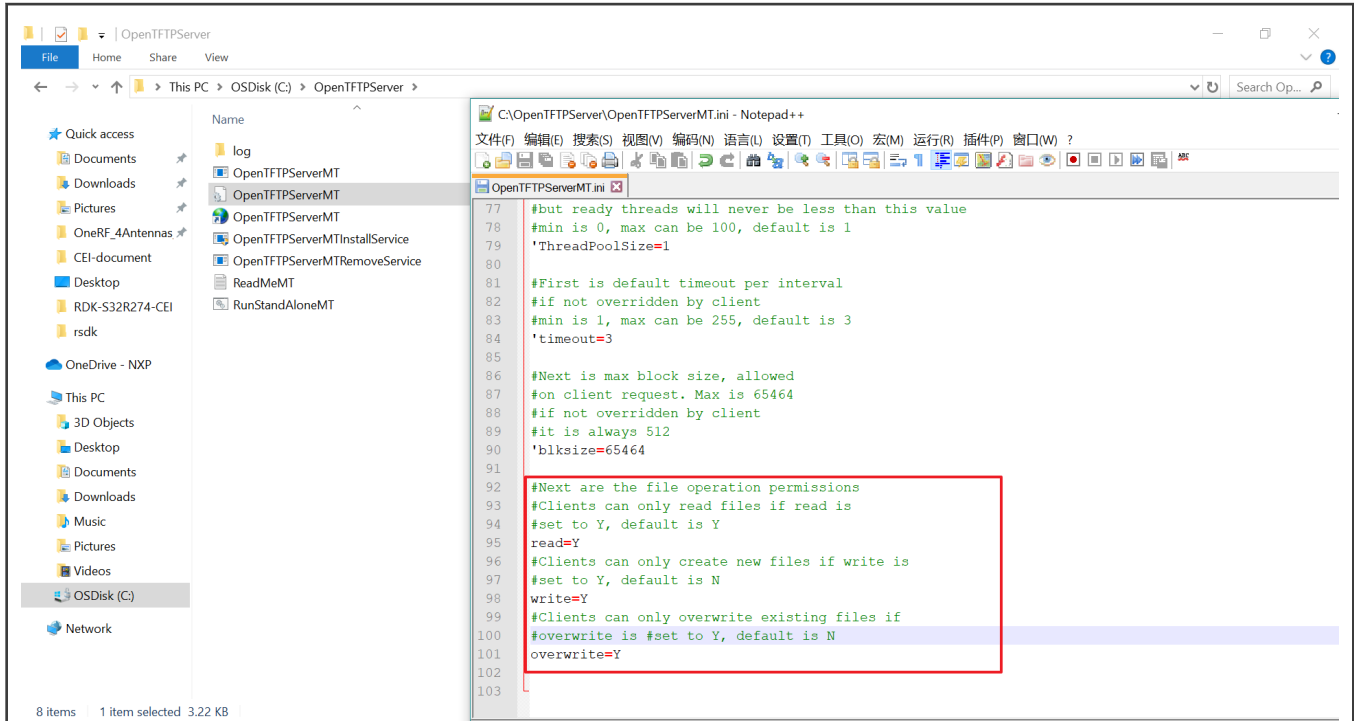 OpenTFTPServer
File Home Share View
This PC > OSDisk (C:) > OpenTFTPServer >
Search Op...
Quick access
Documents
Downloads
Pictures
OneRF_4Antennas
CEI-document
Desktop
RDK-S32R274-CEI
rsdk
OneDrive - NXP
This PC
3D Objects
Desktop
Documents
Downloads
Music
Pictures
Videos
OSDisk (C:)
Network
Name
log
OpenTFTPServerMT
OpenTFTPServerMT
OpenTFTPServerMT
OpenTFTPServerMTInstallService
OpenTFTPServerMTRemoveService
ReadMeMT
RunStandAloneMT
C:\OpenTFTPServer\OpenTFTPServerMT.ini - Notepad++
文件(F) 编辑(E) 搜索(S) 视图(V) 编码(N) 语言(L) 设置(T) 工具(O) 宏(M) 运行(R) 插件(P) 窗口(W) ?
OpenTFTPServerMT.ini
77 #but ready threads will never be less than this value
78 #min is 0, max can be 100, default is 1
79 'ThreadPoolSize=1
80
81 #First is default timeout per interval
82 #if not overridden by client
83 #min is 1, max can be 255, default is 3
84 'timeout=3
85
86 #Next is max block size, allowed
87 #on client request. Max is 65464
88 #if not overridden by client
89 #it is always 512
90 'blksize=65464
91
92 #Next are the file operation permissions
93 #Clients can only read files if read is
94 #set to Y, default is Y
95 read=Y
96 #Clients can only create new files if write is
97 #set to Y, default is N
98 write=Y
99 #Clients can only overwrite existing files if
100 #overwrite is #set to Y, default is N
101 overwrite=Y
102
103
8 items 1 item selected 3.22 KB